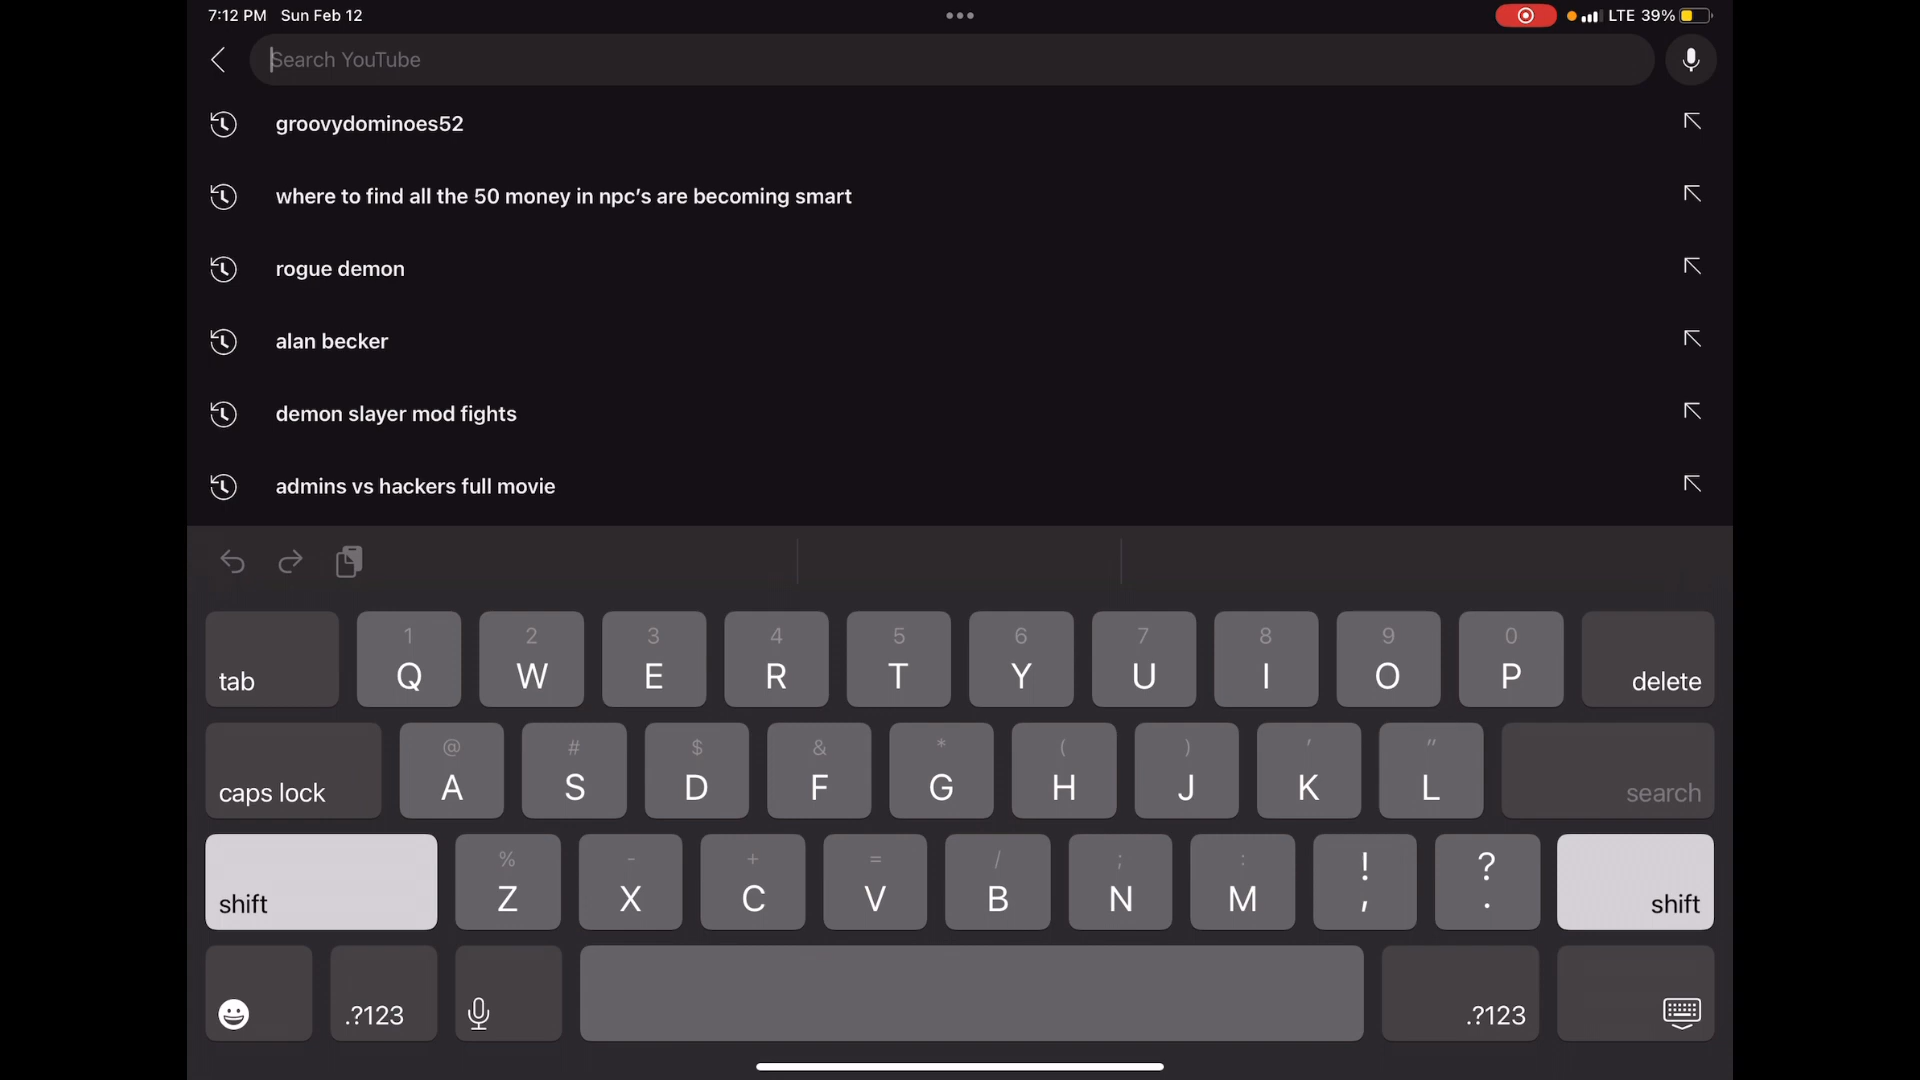 7:12 PM Sun Feb 12
LTE 39%
Search YouTube
groovydominoes52
where to find all the 50 money in npc’s are becoming smart
rogue demon
alan becker
demon slayer mod fights
admins vs hackers full movie
1 2 3 4 5 6 7 8 9 0
tab Q W E R T Y U I O P delete
@ # $ & * ( ) ' "
caps lock A S D F G H J K L search
% - + = / ; : ! ?
shift Z X C V B N M , . shift
.?123 .?123